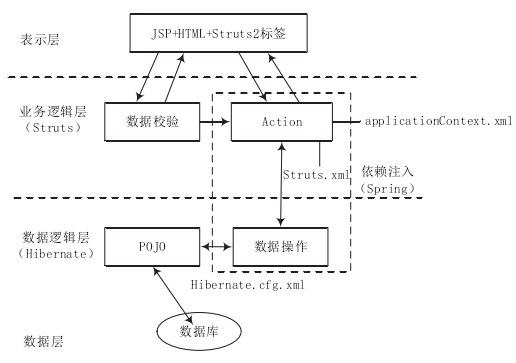 JSP+HTML+Struts2标签
表示层
业务逻辑层
（Struts）
数据校验
Action
applicationContext.xml
Struts.xml
依赖注入
（Spring）
数据逻辑层
（Hibernate）
POJO
数据操作
Hibernate.cfg.xml
数据库
数据层